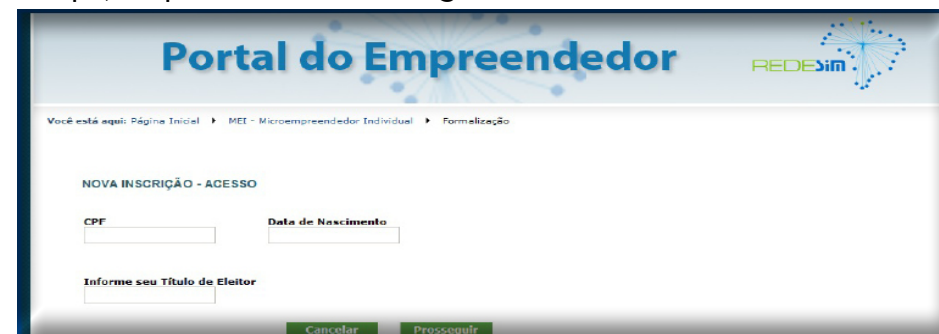 Portal do Empreendedor
REDESim
Você está aqui: Página Inicial ▸ MEI - Microempreendedor Individual ▸ Formalização
NOVA INSCRIÇÃO - ACESSO
CPF Data de Nascimento
Informe seu Título de Eleitor
Cancelar Prosseguir